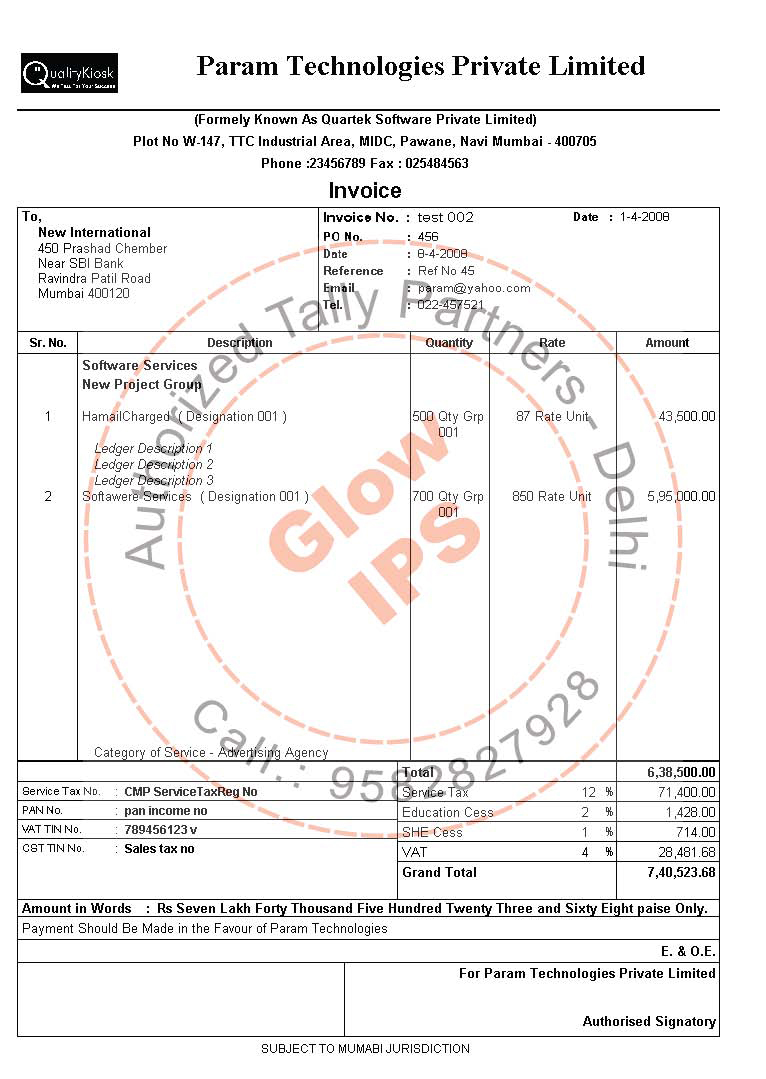 QualityKiosk
We Tell For Your Success
Param Technologies Private Limited
(Formely Known As Quartek Software Private Limited)
Plot No W-147, TTC Industrial Area, MIDC, Pawane, Navi Mumbai - 400705
Phone :23456789 Fax : 025484563
Invoice
To,
New International
450 Prashad Chember
Near SBI Bank
Ravindra Patil Road
Mumbai 400120
Invoice No. : test 002 Date : 1-4-2008
PO No. : 456
Date : 8-4-2008
Reference : Ref No 45
Email : param@yahoo.com
Tel. : 022-457521
Sr. No. Description Quantity Rate Amount
Software Services
New Project Group
1 HamailCharged ( Designation 001 ) 500 Qty Grp 87 Rate Unit 43,500.00
001
Ledger Description 1
Ledger Description 2
Ledger Description 3
2 Softawere Services ( Designation 001 ) 700 Qty Grp 850 Rate Unit 5,95,000.00
001
Category of Service - Advertising Agency
Total 6,38,500.00
Service Tax No. : CMP ServiceTaxReg No Service Tax 12 % 71,400.00
PAN No. : pan income no Education Cess 2 % 1,428.00
VAT TIN No. : 789456123 v SHE Cess 1 % 714.00
CST TIN No. : Sales tax no VAT 4 % 28,481.68
Grand Total 7,40,523.68
Amount in Words : Rs Seven Lakh Forty Thousand Five Hundred Twenty Three and Sixty Eight paise Only.
Payment Should Be Made in the Favour of Param Technologies
E. & O.E.
For Param Technologies Private Limited
Authorised Signatory
SUBJECT TO MUMABI JURISDICTION
Authorized Tally Partners - Delhi
Glow
IPS
Call.: 9582827928